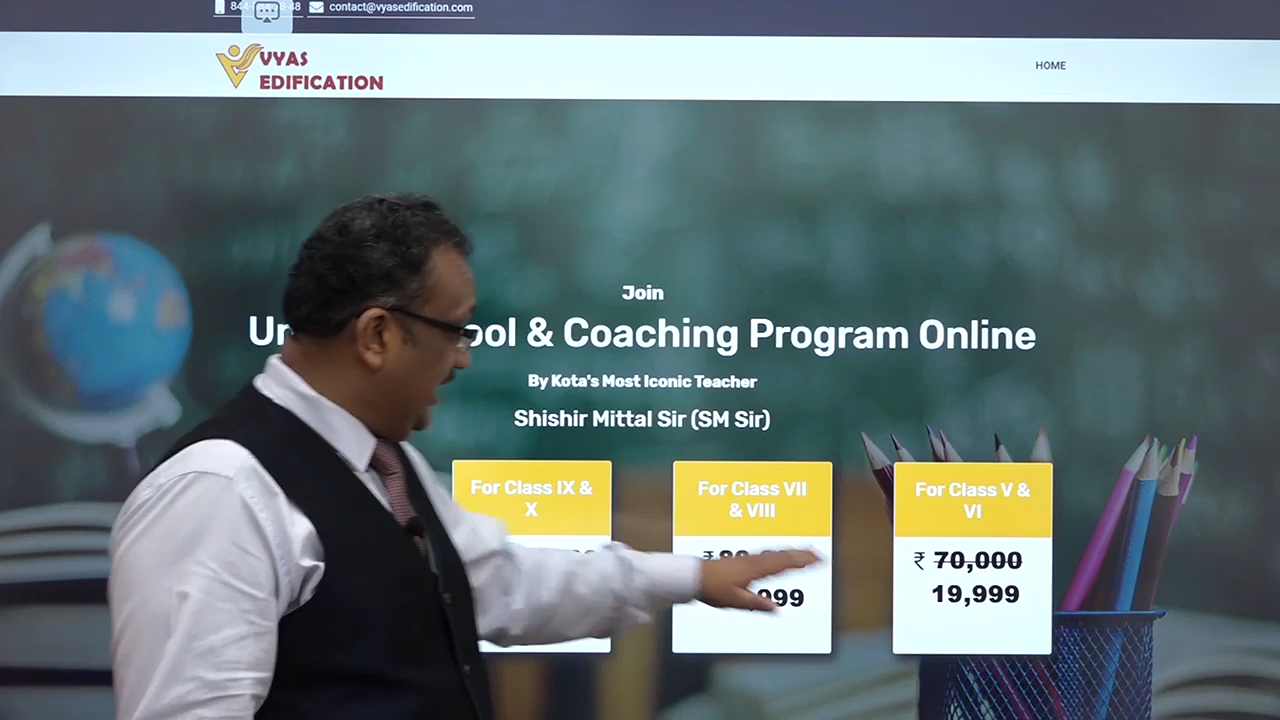 contact@vyasedification.com
VYAS
EDIFICATION
HOME
Join
& Coaching Program Online
By Kota's Most Iconic Teacher
Shishir Mittal Sir (SM Sir)
For Class IX &
X
For Class VII
& VIII
For Class V &
VI
₹ 70,000
19,999